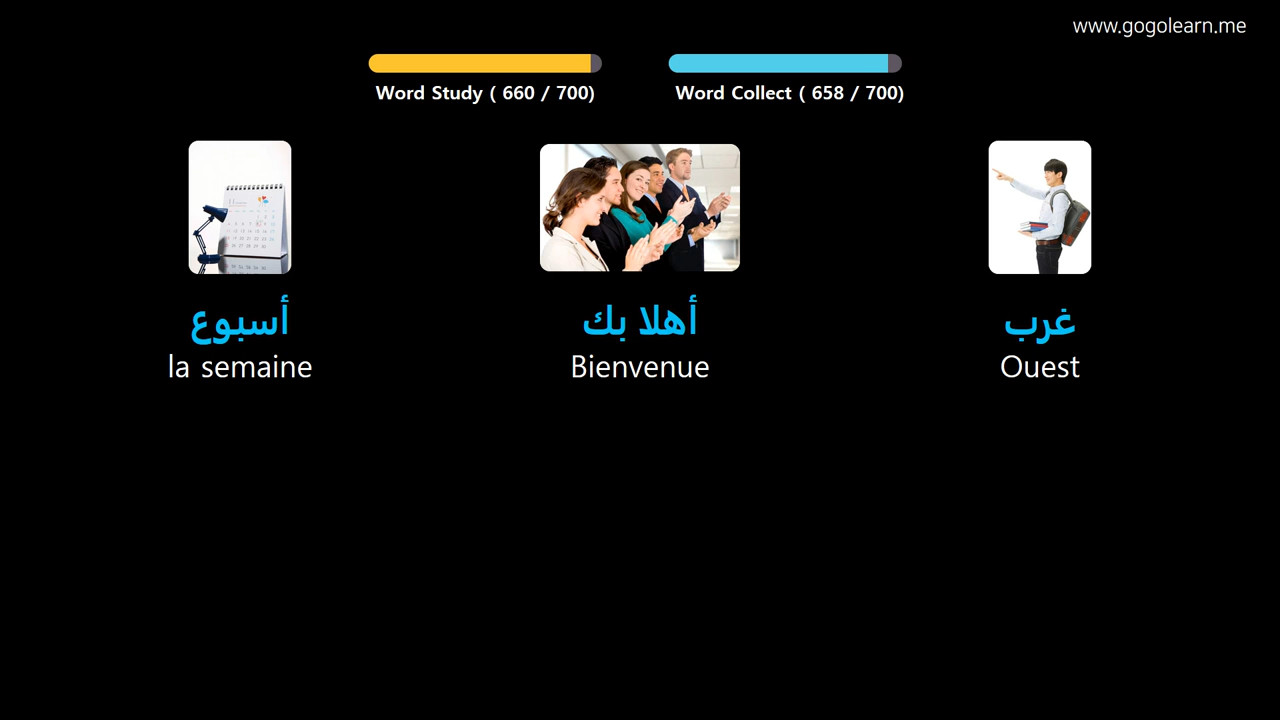 www.gogolearn.me
Word Study ( 660 / 700)
Word Collect ( 658 / 700)
أسبوع
la semaine
أهلا بك
Bienvenue
غرب
Ouest